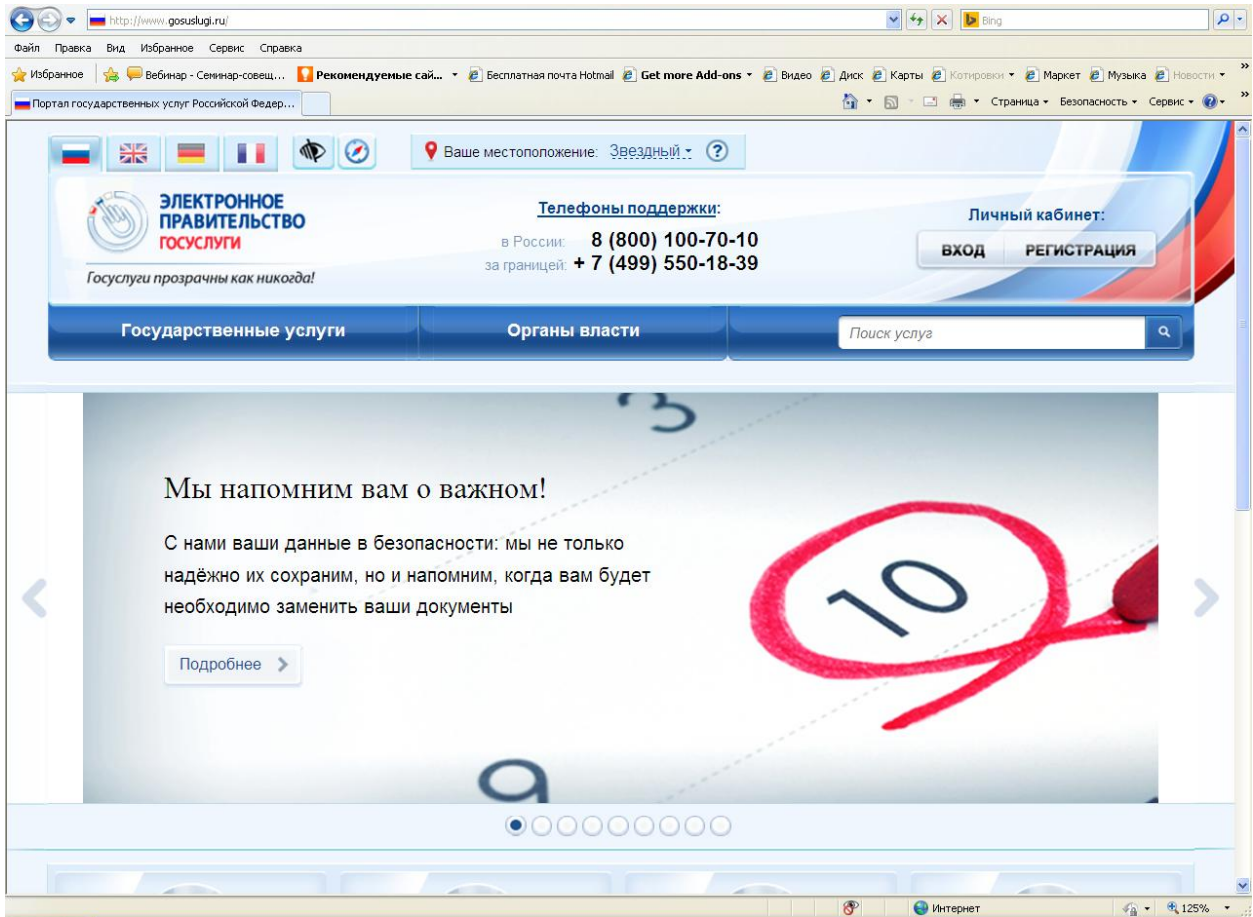 http://www.gosuslugi.ru/
Bing
Файл Правка Вид Избранное Сервис Справка
Избранное Вебинар - Семинар-совещ... Рекомендуемые сай... Бесплатная почта Hotmail Get more Add-ons Видео Диск Карты Котировки Маркет Музыка Новости »
Портал государственных услуг Российской Федер... Страница Безопасность Сервис »
Ваше местоположение: Звездный ?
ЭЛЕКТРОННОЕ
ПРАВИТЕЛЬСТВО
ГОСУСЛУГИ
Госуслуги прозрачны как никогда!
Телефоны поддержки:
в России: 8 (800) 100-70-10
за границей: + 7 (499) 550-18-39
Личный кабинет:
ВХОД РЕГИСТРАЦИЯ
Государственные услуги Органы власти Поиск услуг
3
Мы напомним вам о важном!
С нами ваши данные в безопасности: мы не только
надёжно их сохраним, но и напомним, когда вам будет
необходимо заменить ваши документы
10
Подробнее
9
Интернет 125%